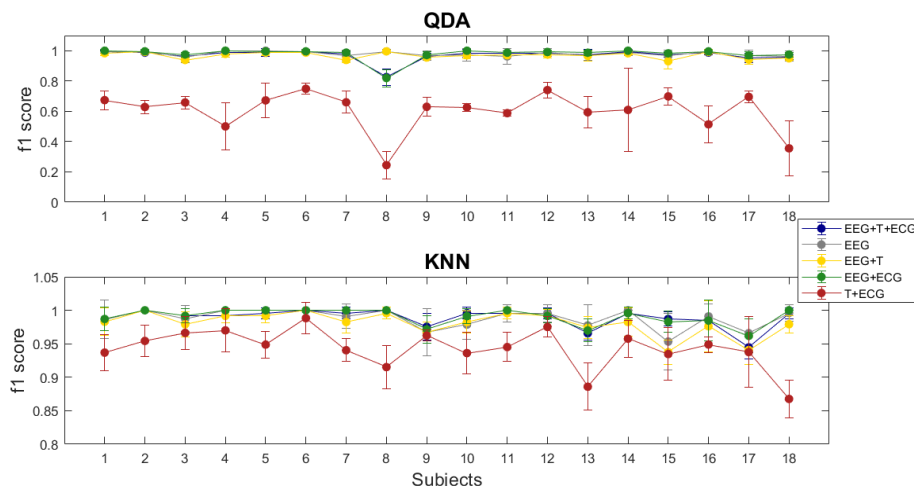 QDA
1
0.8
0.6
0.4
0.2
0
f1 score
1 2 3 4 5 6 7 8 9 10 11 12 13 14 15 16 17 18
EEG+T+ECG
EEG
EEG+T
EEG+ECG
T+ECG
KNN
1.05
1
0.95
0.9
0.85
0.8
f1 score
1 2 3 4 5 6 7 8 9 10 11 12 13 14 15 16 17 18
Subjects